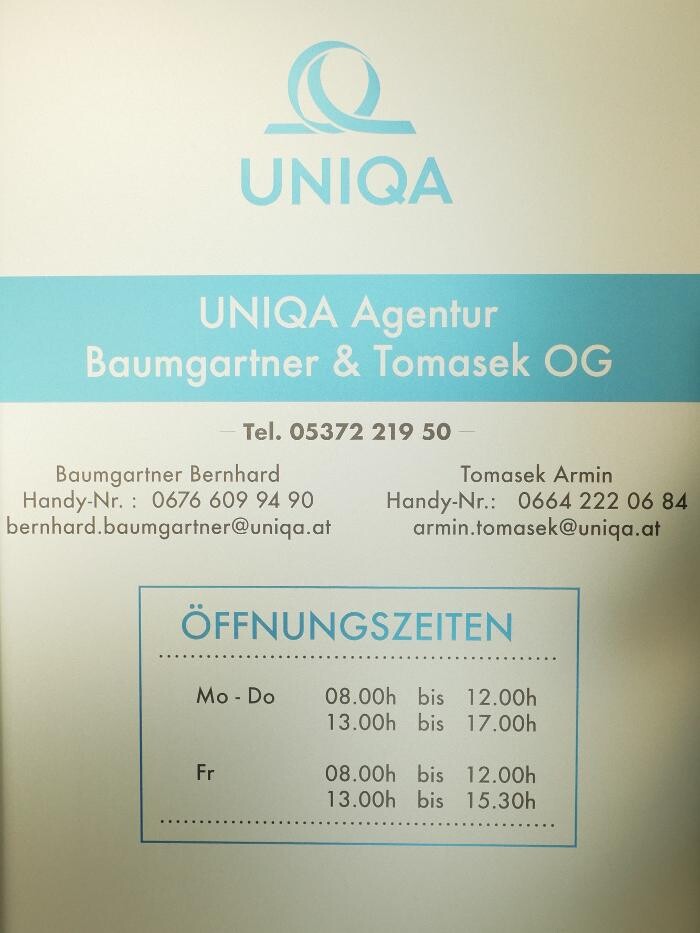 UNIQA
UNIQA Agentur
Baumgartner & Tomasek OG
Tel. 05372 219 50
Baumgartner Bernhard
Handy-Nr. : 0676 609 94 90
bernhard.baumgartner@uniqa.at
Tomasek Armin
Handy-Nr.: 0664 222 06 84
armin.tomasek@uniqa.at
ÖFFNUNGSZEITEN
Mo - Do 08.00h bis 12.00h
13.00h bis 17.00h
Fr 08.00h bis 12.00h
13.00h bis 15.30h